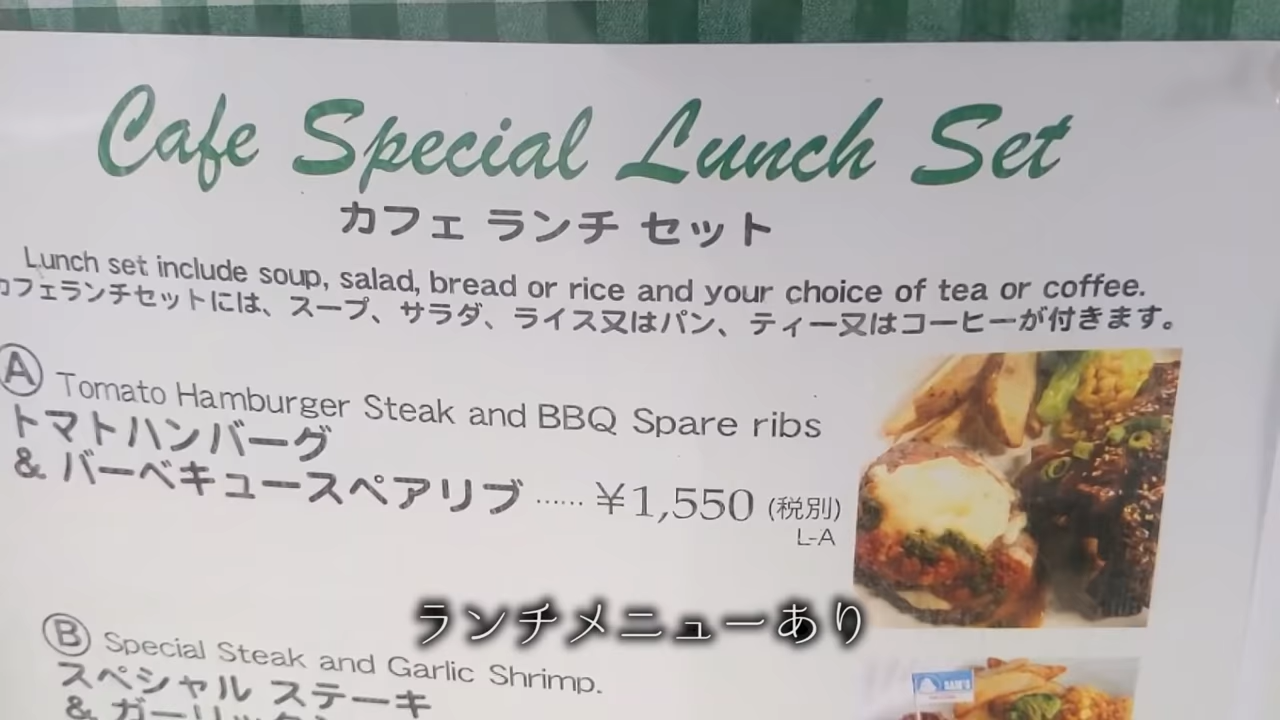 Cafe Special Lunch Set
カフェ ランチ セット
Lunch set include soup, salad, bread or rice and your choice of tea or coffee.
カフェランチセットには、スープ、サラダ、ライス又はパン、ティー又はコーヒーが付きます。
Ⓐ Tomato Hamburger Steak and BBQ Spare ribs
トマトハンバーグ
& バーベキュースペアリブ ...... ¥1,550 (税別)
L-A
ランチメニューあり
Ⓑ Special Steak and Garlic Shrimp.
スペシャル ステーキ
& ガーリック